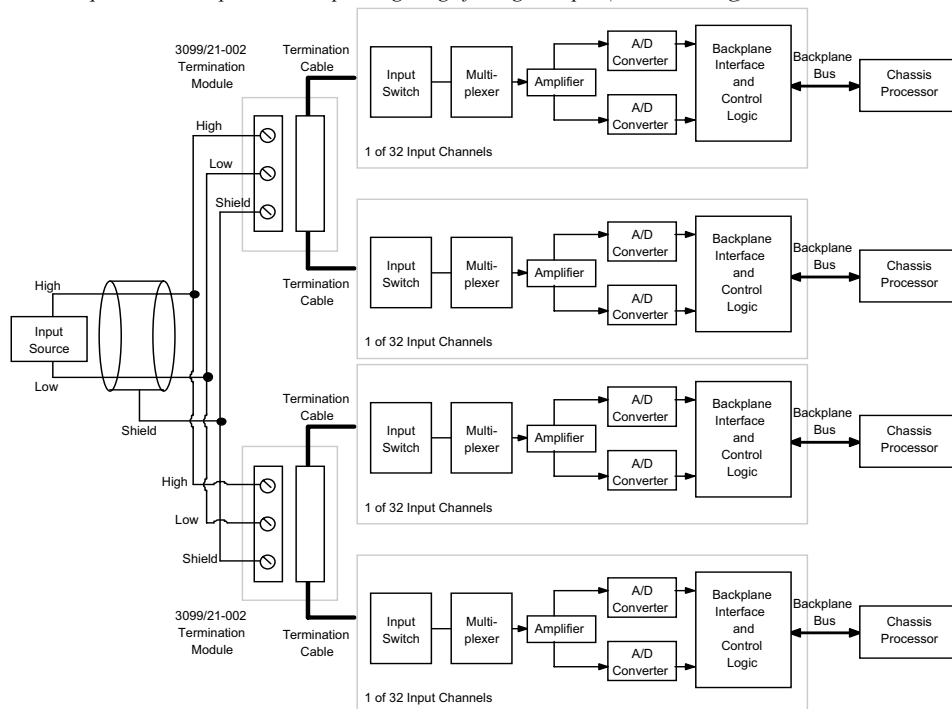 3099/21-002
Termination
Module
Termination
Cable
High
Low
Shield
Termination
Cable
Input
Switch
Multi-
plexer
Amplifier
A/D
Converter
A/D
Converter
Backplane
Interface
and
Control
Logic
Backplane
Bus
Chassis
Processor
1 of 32 Input Channels
Input
Switch
Multi-
plexer
Amplifier
A/D
Converter
A/D
Converter
Backplane
Interface
and
Control
Logic
Backplane
Bus
Chassis
Processor
1 of 32 Input Channels
High
Input
Source
Low
Shield
Termination
Cable
High
Low
Shield
3099/21-002
Termination
Module
Termination
Cable
Input
Switch
Multi-
plexer
Amplifier
A/D
Converter
A/D
Converter
Backplane
Interface
and
Control
Logic
Backplane
Bus
Chassis
Processor
1 of 32 Input Channels
Input
Switch
Multi-
plexer
Amplifier
A/D
Converter
A/D
Converter
Backplane
Interface
and
Control
Logic
Backplane
Bus
Chassis
Processor
1 of 32 Input Channels